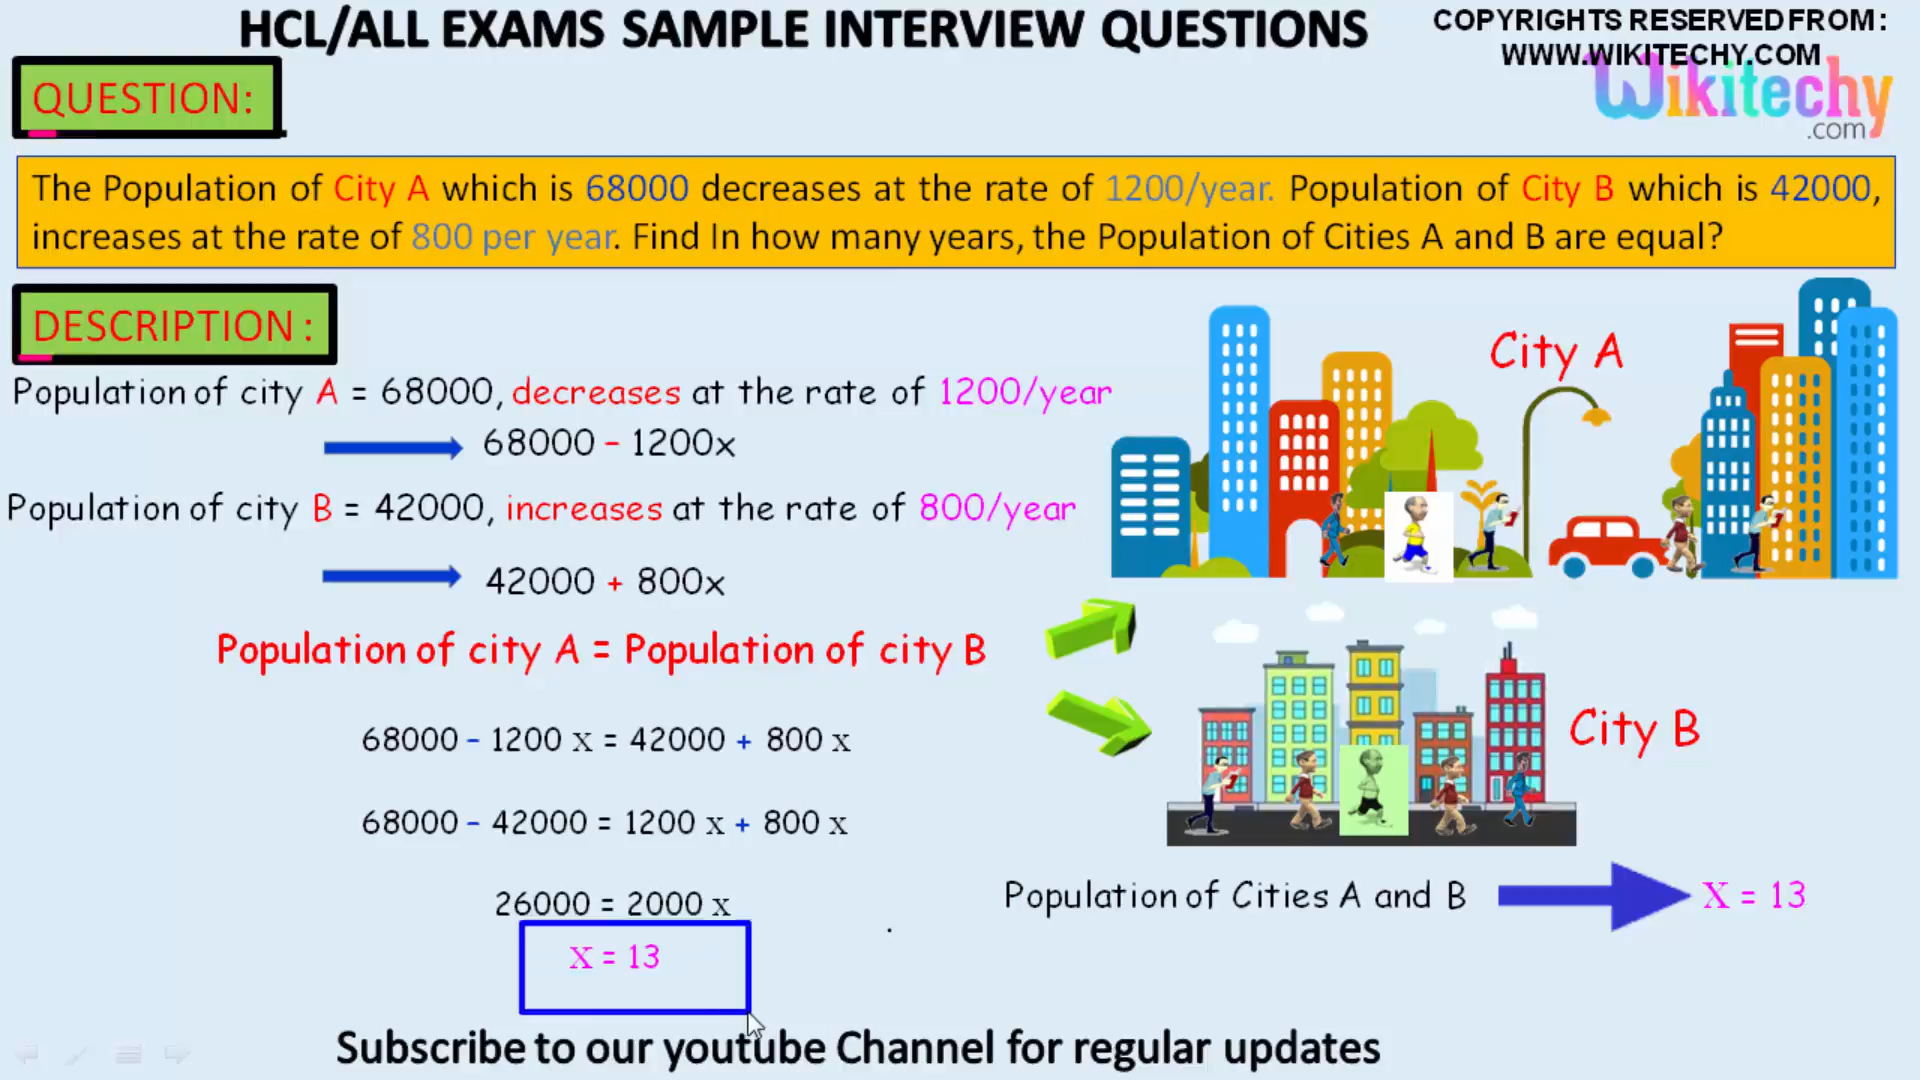 HCL/ALL EXAMS SAMPLE INTERVIEW QUESTIONS
COPYRIGHTS RESERVED FROM:
WWW.WIKITECHY.COM
Wikitechy
.com
QUESTION:
The Population of City A which is 68000 decreases at the rate of 1200/year. Population of City B which is 42000,
increases at the rate of 800 per year. Find In how many years, the Population of Cities A and B are equal?
DESCRIPTION :
Population of city A = 68000, decreases at the rate of 1200/year
68000 – 1200x
Population of city B = 42000, increases at the rate of 800/year
42000 + 800x
Population of city A = Population of city B
68000 – 1200 x = 42000 + 800 x
68000 – 42000 = 1200 x + 800 x
26000 = 2000 x
X = 13
City A
City B
Population of Cities A and B
X = 13
Subscribe to our youtube Channel for regular updates